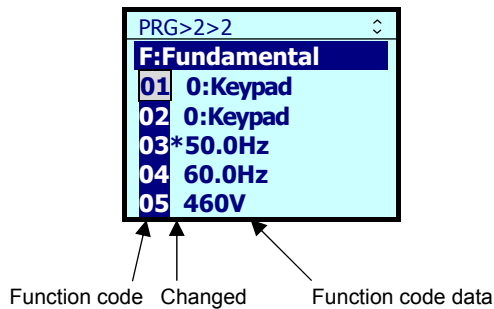 PRG>2>2
F:Fundamental
01 0:Keypad
02 0:Keypad
03*50.0Hz
04 60.0Hz
05 460V
Function code Changed Function code data